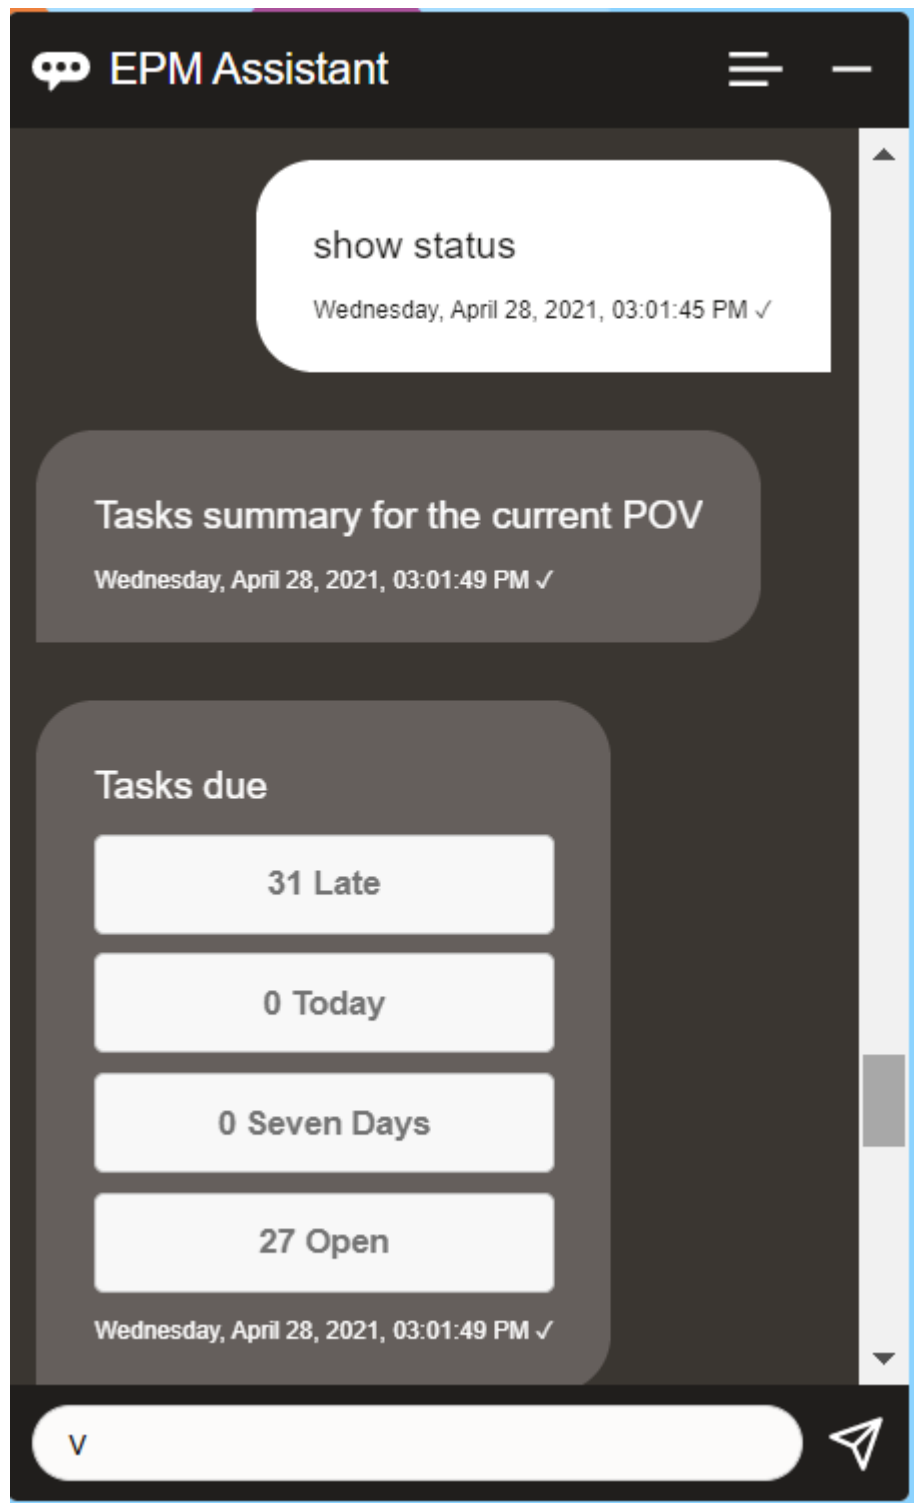 EPM Assistant
show status
Wednesday, April 28, 2021, 03:01:45 PM ✓
Tasks summary for the current POV
Wednesday, April 28, 2021, 03:01:49 PM ✓
Tasks due
31 Late
0 Today
0 Seven Days
27 Open
Wednesday, April 28, 2021, 03:01:49 PM ✓
v